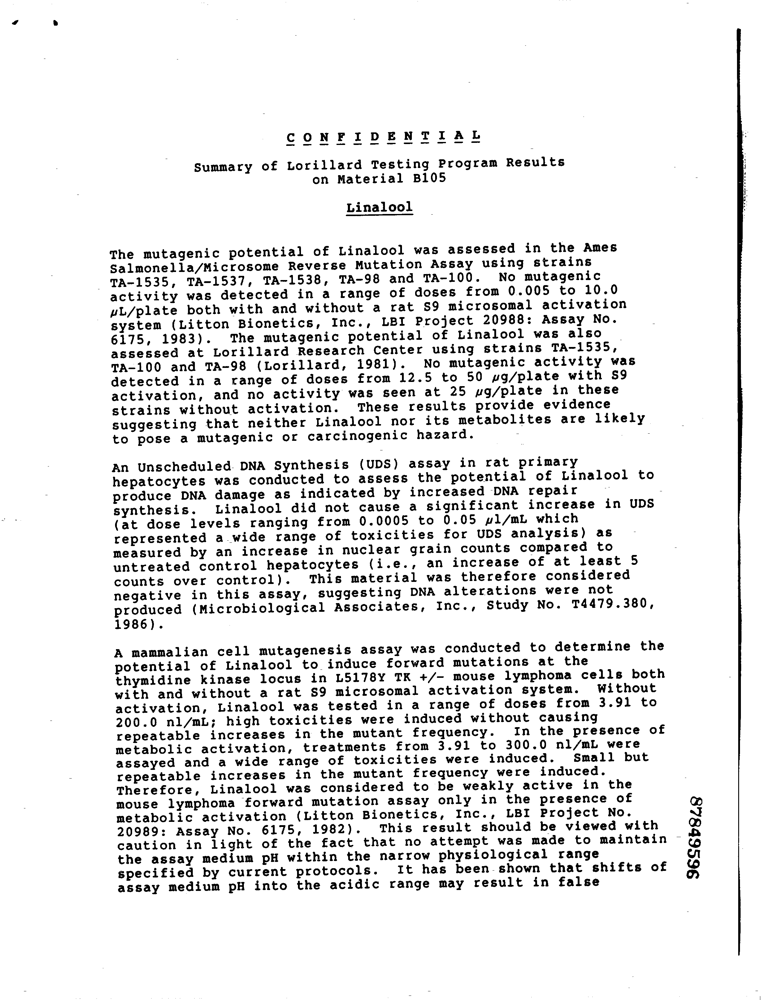 C O N F I D E N T I A L
Summary of Lorillard Testing Program Results
on Material B105
Linalool
The mutagenic potential of Linalool was assessed in the Ames
Salmonella/Microsome Reverse Mutation Assay using strains
TA-1535, TA-1537, TA-1538, TA-98 and TA-100.  No mutagenic
activity was detected in a range of doses from 0.005 to 10.0
µL/plate both with and without a rat S9 microsomal activation
system (Litton Bionetics, Inc., LBI Project 20988: Assay No.
6175, 1983).  The mutagenic potential of Linalool was also
assessed at Lorillard Research Center using strains TA-1535,
TA-100 and TA-98 (Lorillard, 1981).  No mutagenic activity was
detected in a range of doses from 12.5 to 50 µg/plate with S9
activation, and no activity was seen at 25 µg/plate in these
strains without activation.  These results provide evidence
suggesting that neither Linalool nor its metabolites are likely
to pose a mutagenic or carcinogenic hazard.
An Unscheduled DNA Synthesis (UDS) assay in rat primary
hepatocytes was conducted to assess the potential of Linalool to
produce DNA damage as indicated by increased DNA repair
synthesis.  Linalool did not cause a significant increase in UDS
(at dose levels ranging from 0.0005 to 0.05 µl/mL which
represented a wide range of toxicities for UDS analysis) as
measured by an increase in nuclear grain counts compared to
untreated control hepatocytes (i.e., an increase of at least 5
counts over control).  This material was therefore considered
negative in this assay, suggesting DNA alterations were not
produced (Microbiological Associates, Inc., Study No. T4479.380,
1986).
A mammalian cell mutagenesis assay was conducted to determine the
potential of Linalool to induce forward mutations at the
thymidine kinase locus in L5178Y TK +/- mouse lymphoma cells both
with and without a rat S9 microsomal activation system.  Without
activation, Linalool was tested in a range of doses from 3.91 to
200.0 nl/mL; high toxicities were induced without causing
repeatable increases in the mutant frequency.  In the presence of
metabolic activation, treatments from 3.91 to 300.0 nl/mL were
assayed and a wide range of toxicities were induced.  Small but
repeatable increases in the mutant frequency were induced.
Therefore, Linalool was considered to be weakly active in the
mouse lymphoma forward mutation assay only in the presence of
metabolic activation (Litton Bionetics, Inc., LBI Project No.
20989: Assay No. 6175, 1982).  This result should be viewed with
caution in light of the fact that no attempt was made to maintain
the assay medium pH within the narrow physiological range
specified by current protocols.  It has been shown that shifts of
assay medium pH into the acidic range may result in false
87849596